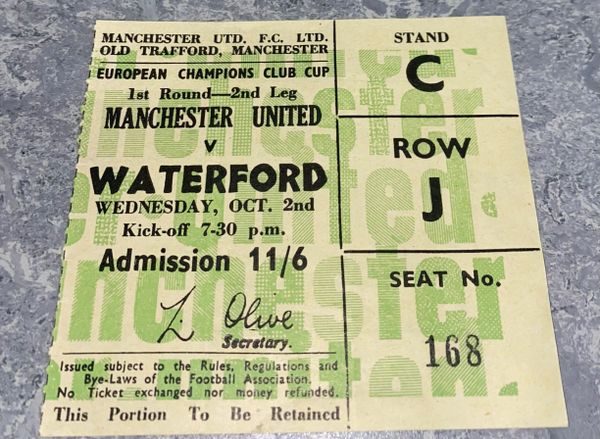 MANCHESTER UTD. F.C. LTD.
OLD TRAFFORD, MANCHESTER
EUROPEAN CHAMPIONS CLUB CUP
1st Round—2nd Leg
MANCHESTER UNITED
v
WATERFORD
WEDNESDAY, OCT. 2nd
Kick-off 7-30 p.m.
Admission 11/6
L Olive
Secretary.
Issued subject to the Rules, Regulations and
Bye-Laws of the Football Association.
No Ticket exchanged nor money refunded.
This Portion To Be Retained
STAND
C
ROW
J
SEAT No.
168